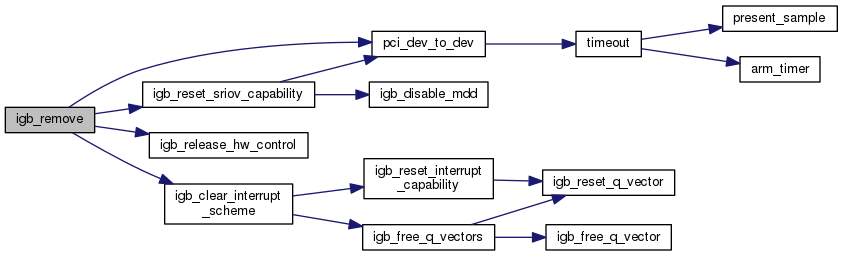 igb_remove
pci_dev_to_dev
igb_reset_sriov_capability
igb_release_hw_control
igb_clear_interrupt
_scheme
timeout
igb_disable_mdd
igb_reset_interrupt
_capability
igb_free_q_vectors
present_sample
arm_timer
igb_reset_q_vector
igb_free_q_vector